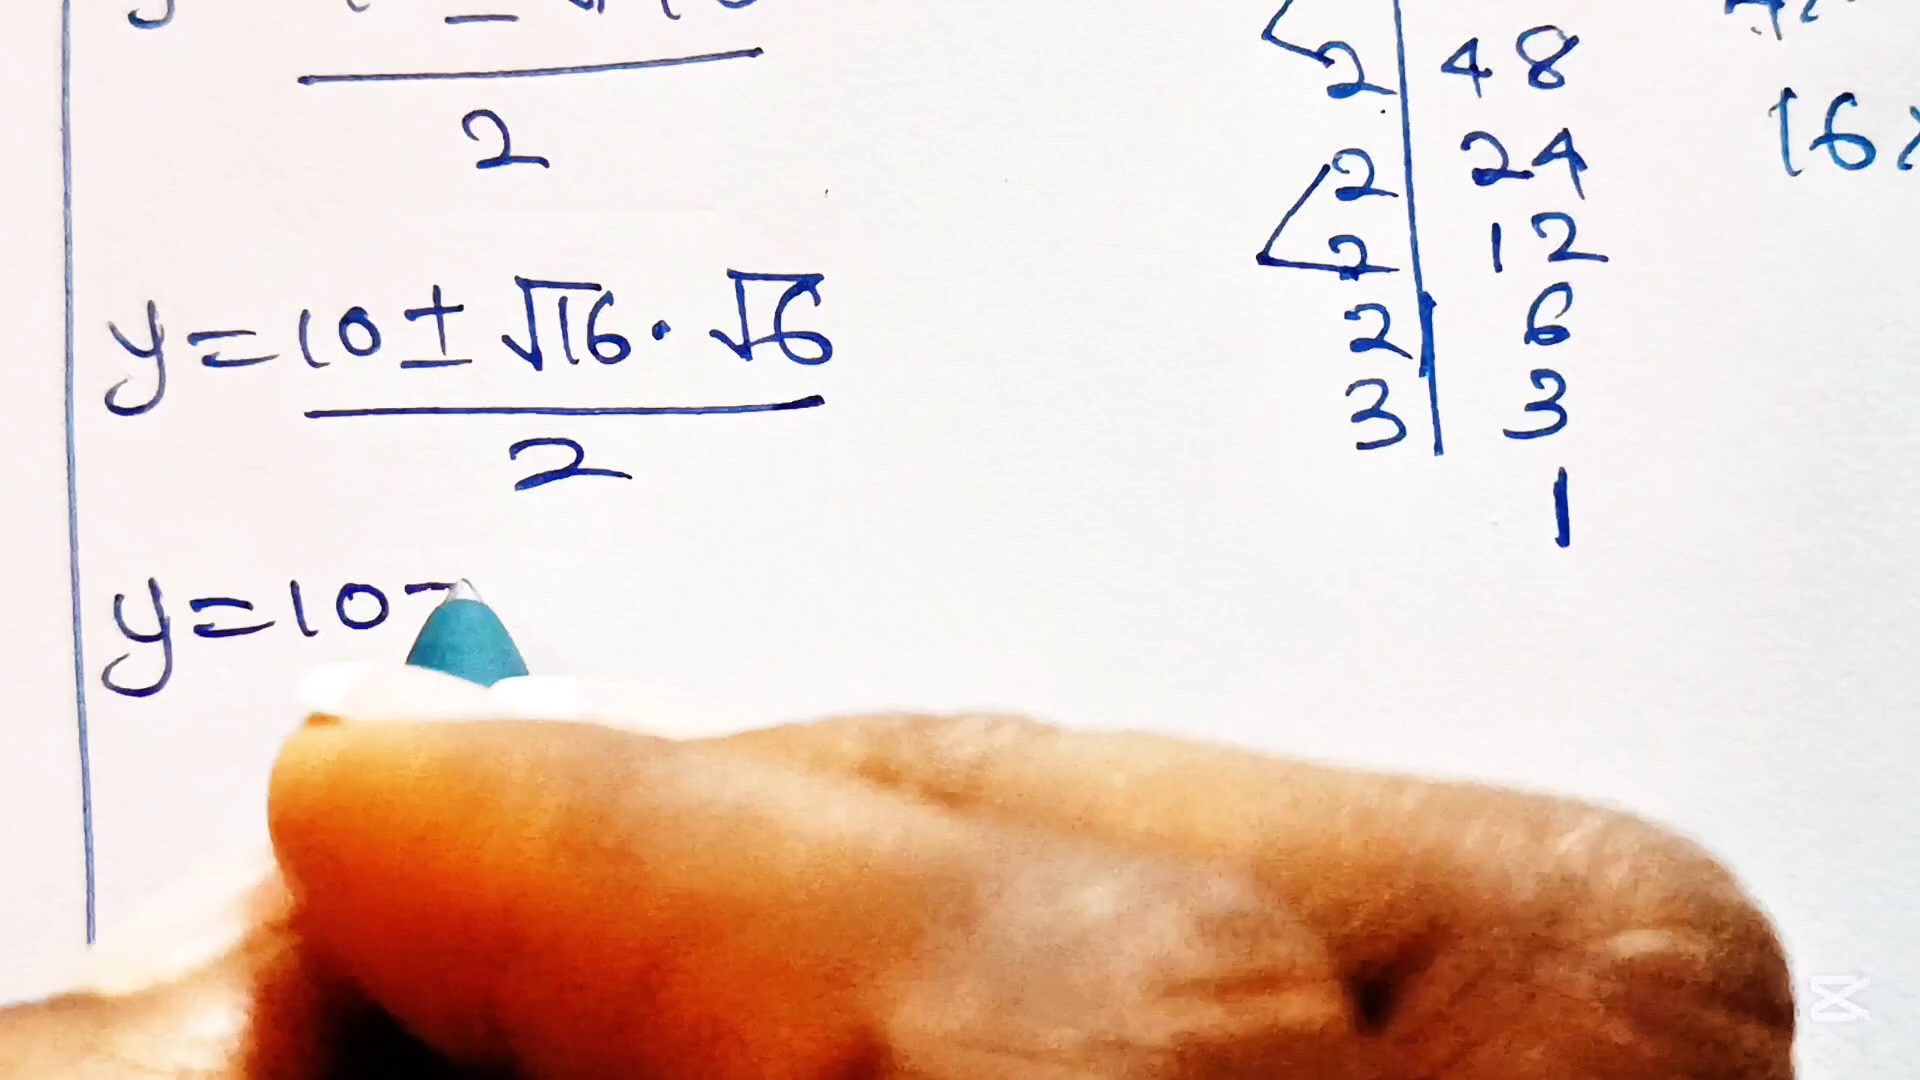 2
y = 10 ± √16 · √6
2
y = 10
2 | 48
2 | 24
2 | 12
2 | 6
3 | 3
1
16